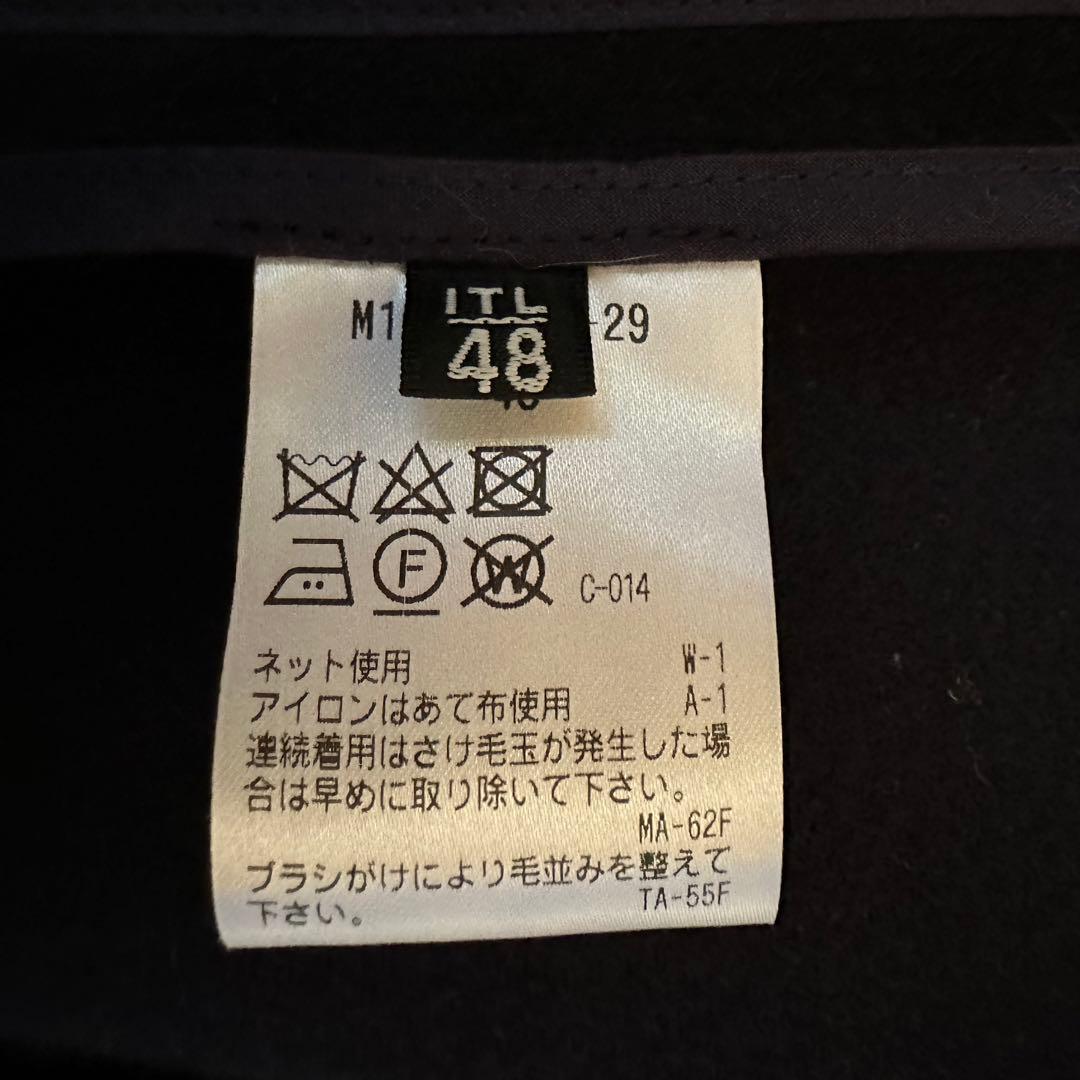 M1
ITL
-29
48
F
W
C-014
ネット使用 W-1
アイロンはあて布使用 A-1
連続着用はさけ毛玉が発生した場
合は早めに取り除いて下さい。
MA-62F
ブラシがけにより毛並みを整えて
下さい。 TA-55F